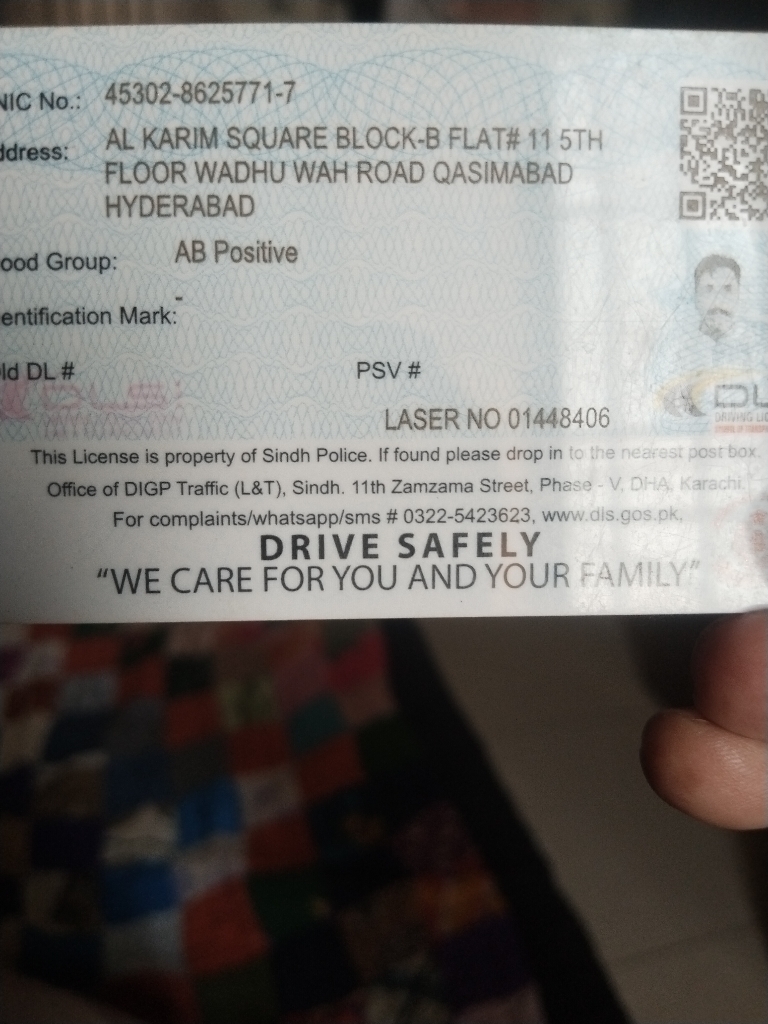 NIC No.: 45302-8625771-7
ddress: AL KARIM SQUARE BLOCK-B FLAT# 11 5TH
FLOOR WADHU WAH ROAD QASIMABAD
HYDERABAD
ood Group: AB Positive
entification Mark: -
ld DL #
PSV #
DLS
LASER NO 01448406
DL
DRIVING LIC
This License is property of Sindh Police. If found please drop in to the nearest post box.
Office of DIGP Traffic (L&T), Sindh. 11th Zamzama Street, Phase - V, DHA, Karachi.
For complaints/whatsapp/sms # 0322-5423623, www.dls.gos.pk,
DRIVE SAFELY
“WE CARE FOR YOU AND YOUR FAMILY”